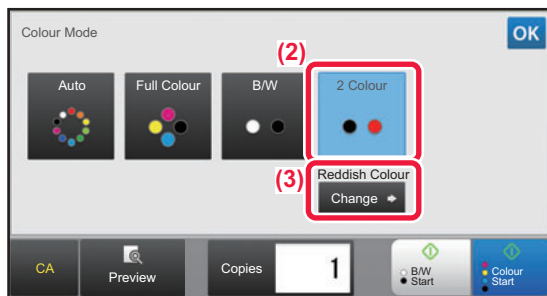 Colour Mode
OK
(2)
Auto
Full Colour
B/W
2 Colour
(3)
Reddish Colour
Change
CA
Preview
Copies
1
B/W
Start
Colour
Start